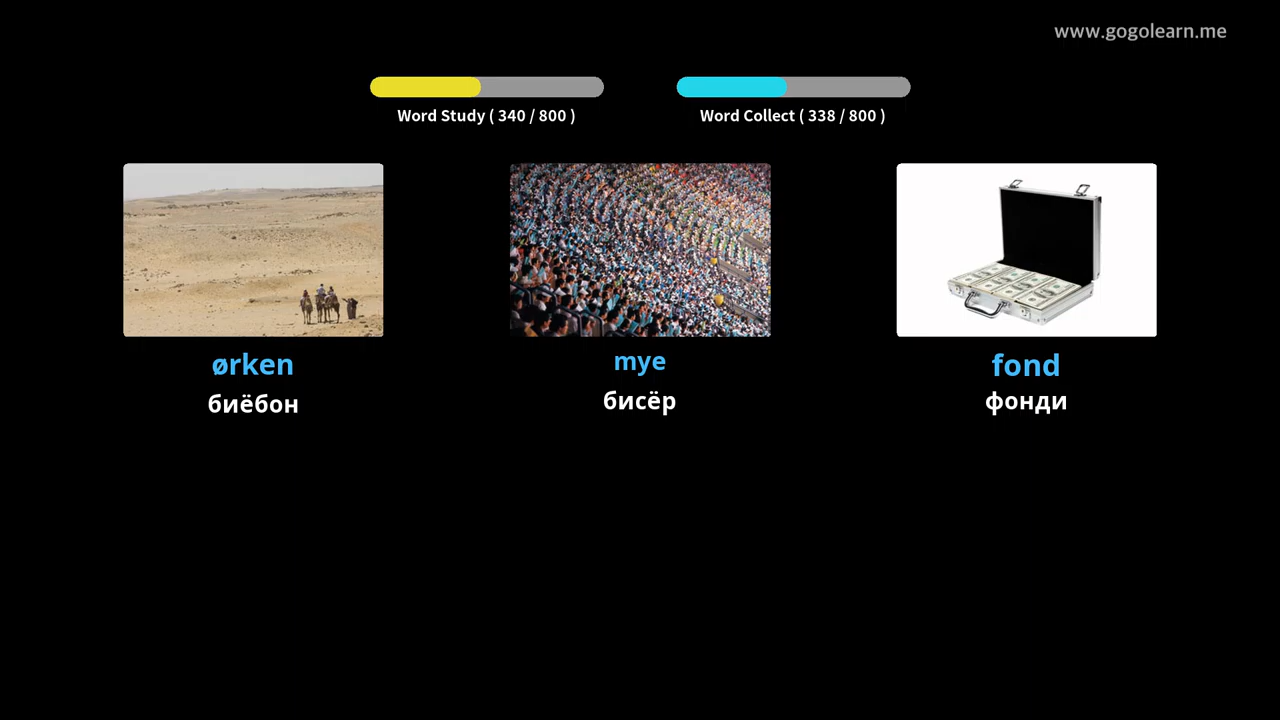 www.gogolearn.me
Word Study ( 340 / 800 )
Word Collect ( 338 / 800 )
ørken
mye
fond
биёбон
бисёр
фонди